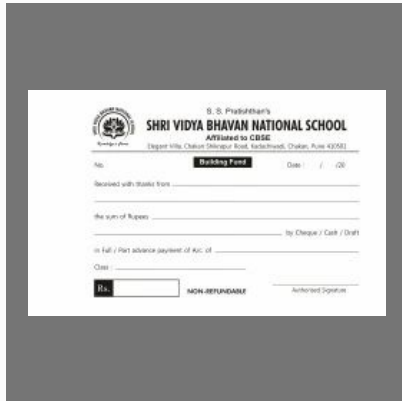 S. S. Pratishthan's
SHRI VIDYA BHAVAN NATIONAL SCHOOL
Affiliated to CBSE
Elegant Ville, Chakan Shikrapur Road, Kadachiwadi, Chakan, Pune 410501
No.
Building Fund
Date : / /20
Received with thanks from
the sum of Rupees
by Cheque / Cash / Draft
in Full / Part advance payment of A/c. of
Class :
Rs.
NON-REFUNDABLE
Authorised Signature